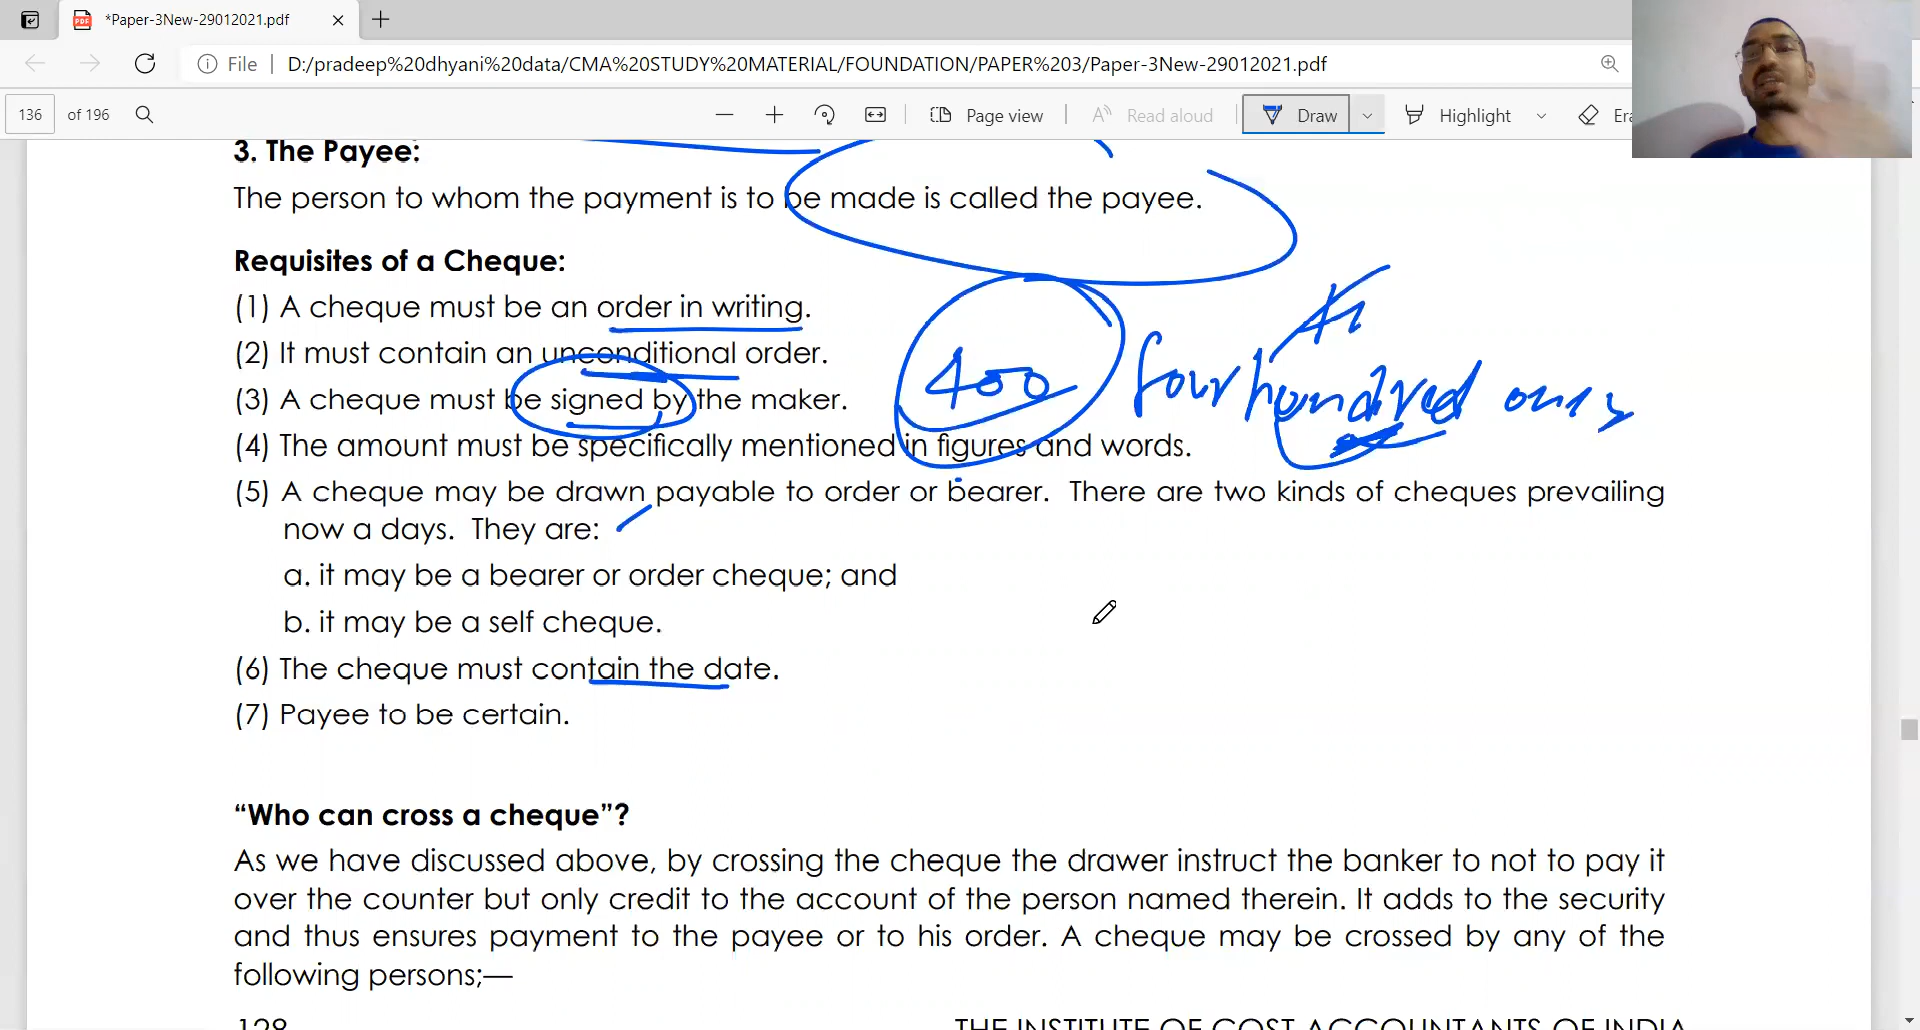 *Paper-3New-29012021.pdf
File | D:/pradeep%20dhyani%20data/CMA%20STUDY%20MATERIAL/FOUNDATION/PAPER%203/Paper-3New-29012021.pdf
136 of 196 Page view Read aloud Draw Highlight
3. The Payee:
The person to whom the payment is to be made is called the payee.
Requisites of a Cheque:
(1) A cheque must be an order in writing.
(2) It must contain an unconditional order.
400 four hundred only
(3) A cheque must be signed by the maker.
(4) The amount must be specifically mentioned in figures and words.
(5) A cheque may be drawn payable to order or bearer. There are two kinds of cheques prevailing
now a days. They are:
a. it may be a bearer or order cheque; and
b. it may be a self cheque.
(6) The cheque must contain the date.
(7) Payee to be certain.
“Who can cross a cheque”?
As we have discussed above, by crossing the cheque the drawer instruct the banker to not to pay it
over the counter but only credit to the account of the person named therein. It adds to the security
and thus ensures payment to the payee or to his order. A cheque may be crossed by any of the
following persons;—
128 THE INSTITUTE OF COST ACCOUNTANTS OF INDIA